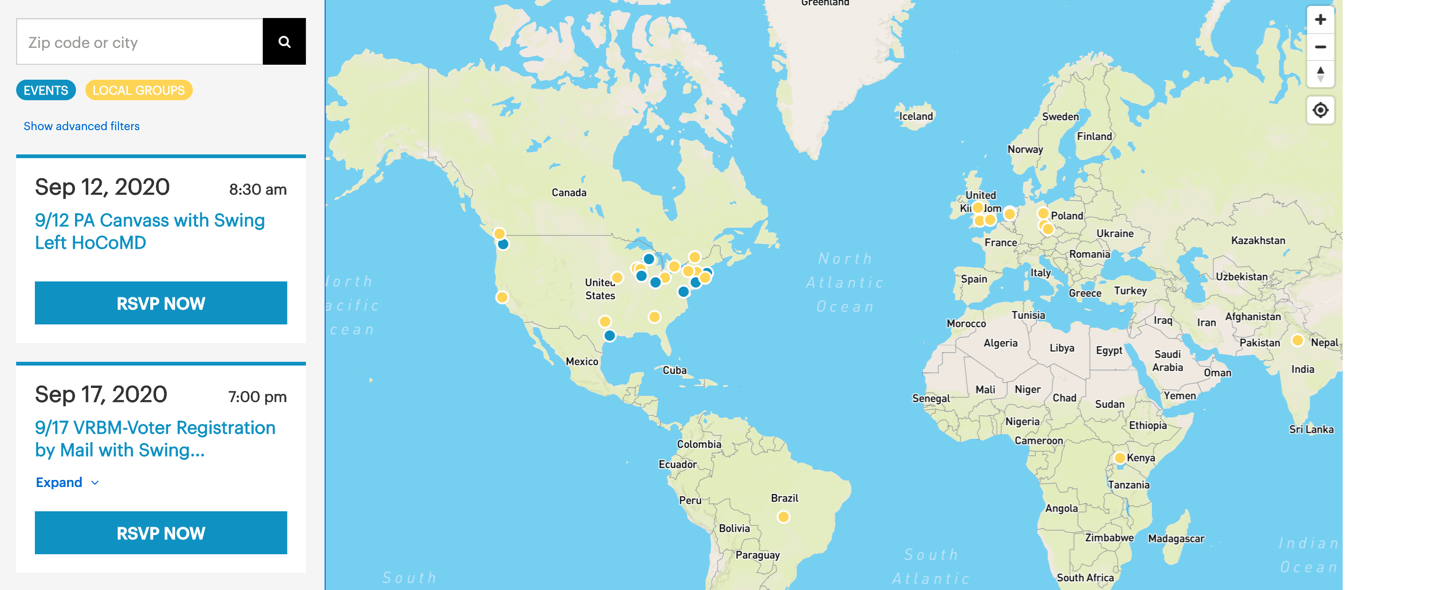 Zip code or city
EVENTS
LOCAL GROUPS
Show advanced filters
Sep 12, 2020
8:30 am
9/12 PA Canvass with Swing
Left HoCoMD
RSVP NOW
Sep 17, 2020
7:00 pm
9/17 VRBM-Voter Registration
by Mail with Swing...
Expand
RSVP NOW
Greenland
Iceland
Sweden
Finland
Norway
Canada
United
Kingdom
Poland
Ukraine
France
Kazakhstan
Romania
North
Atlantic
Ocean
Italy
Uzbekistan
Spain
Greece
Turkey
United
States
Tunisia
Morocco
Afghanistan
Iraq
Iran
Algeria
Pakistan
Nepal
Libya
Egypt
Saudi
Arabia
Mexico
Cuba
India
Oman
Mali
Niger
Chad
Yemen
Senegal
Sudan
Nigeria
Ethiopia
Sri Lanka
Cameroon
Colombia
Kenya
Ecuador
Tanzania
Peru
Brazil
Angola
Bolivia
Zimbabwe
Madagascar
Paraguay
South
Atlantic
Indian
Ocean
South
South Africa